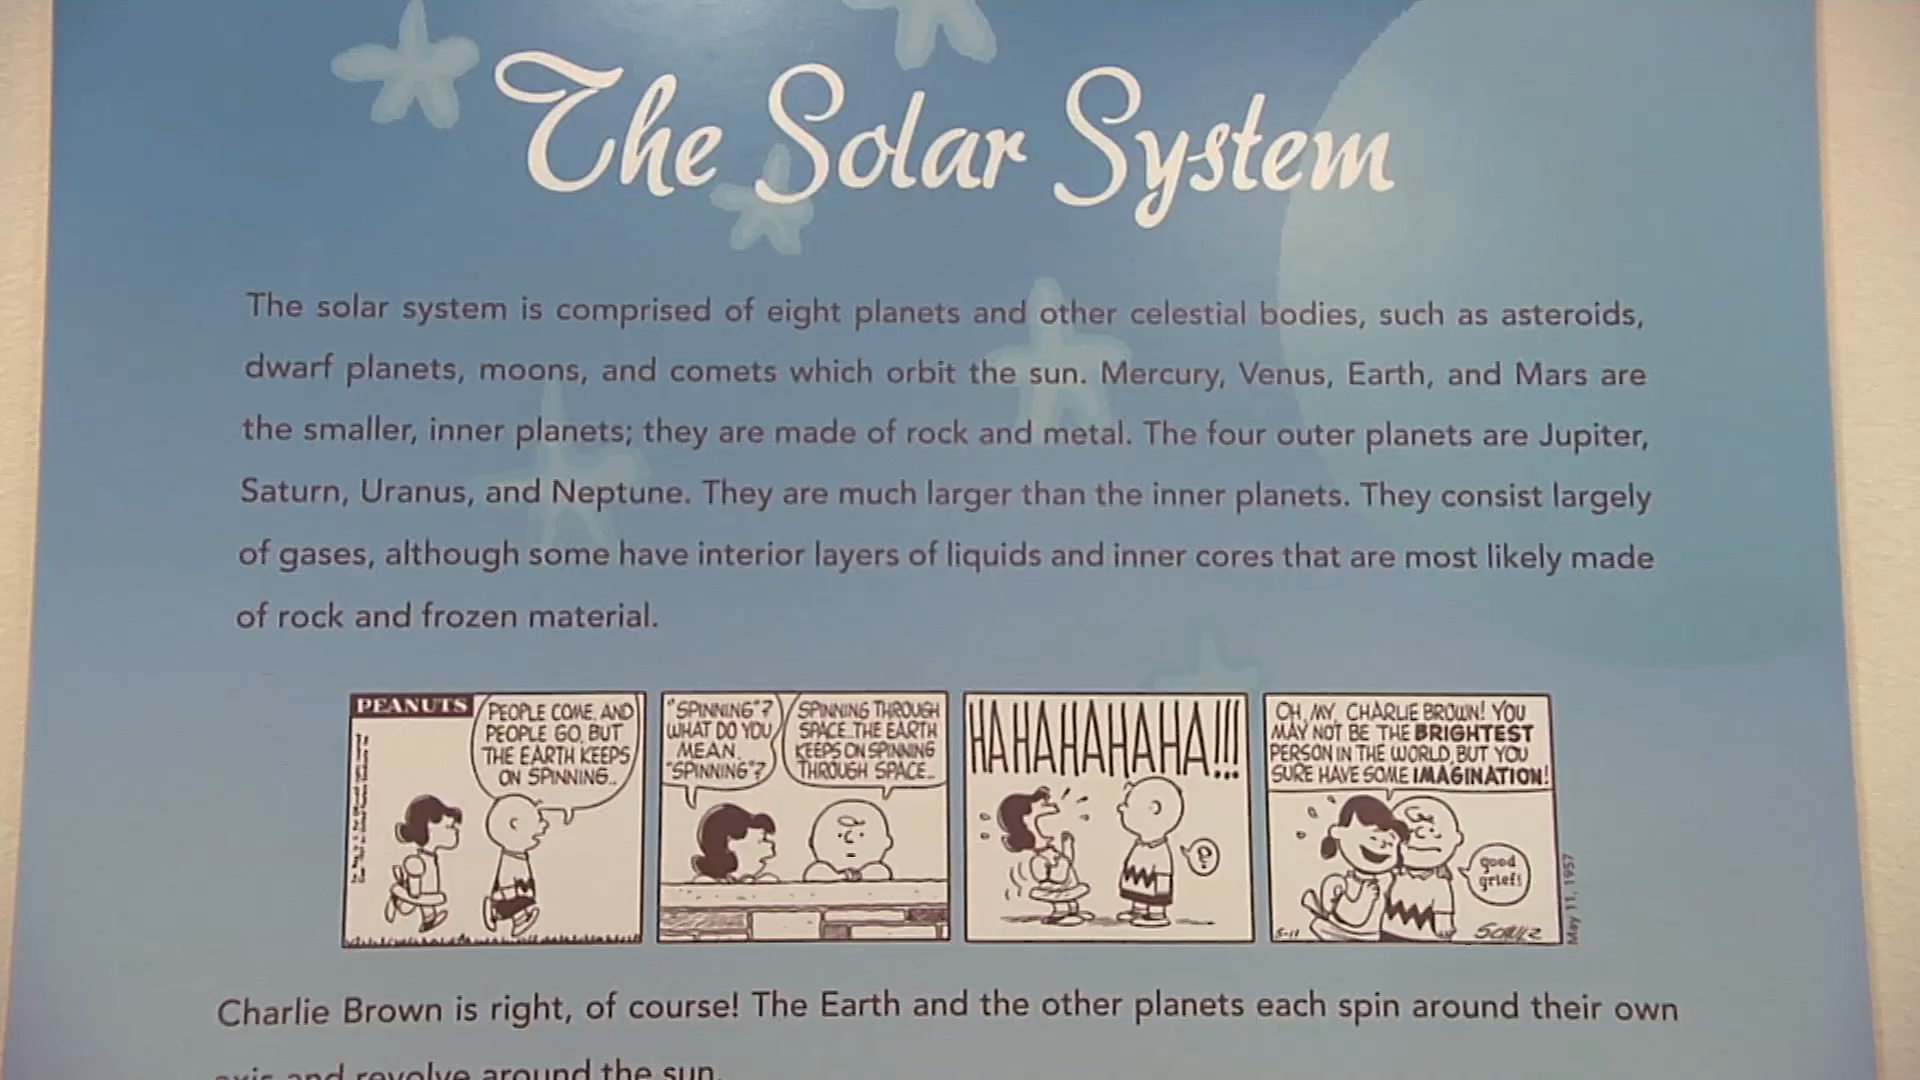 The Solar System
The solar system is comprised of eight planets and other celestial bodies, such as asteroids,
dwarf planets, moons, and comets which orbit the sun. Mercury, Venus, Earth, and Mars are
the smaller, inner planets; they are made of rock and metal. The four outer planets are Jupiter,
Saturn, Uranus, and Neptune. They are much larger than the inner planets. They consist largely
of gases, although some have interior layers of liquids and inner cores that are most likely made
of rock and frozen material.
PEANUTS
PEOPLE COME, AND
PEOPLE GO, BUT
THE EARTH KEEPS
ON SPINNING..
"SPINNING"?
WHAT DO YOU
MEAN..
"SPINNING"?
SPINNING THROUGH
SPACE..THE EARTH
KEEPS ON SPINNING
THROUGH SPACE..
HAHAHAHAHA!!!
?
OH, MY, CHARLIE BROWN! YOU
MAY NOT BE THE BRIGHTEST
PERSON IN THE WORLD, BUT YOU
SURE HAVE SOME IMAGINATION!
good
grief!
5-11
SCHULZ
May 11, 1957
Charlie Brown is right, of course! The Earth and the other planets each spin around their own
axis and revolve around the sun.